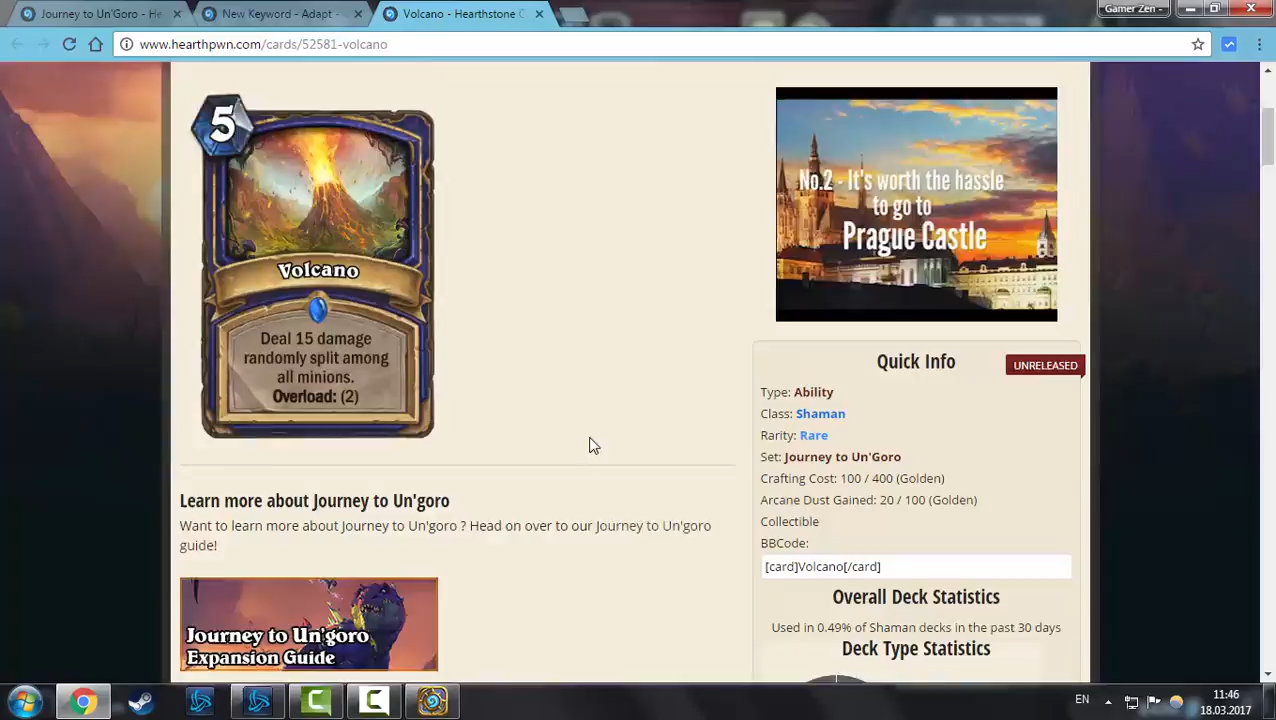 Journey to Un'Goro - He
New Keyword - Adapt -
Volcano - Hearthstone C
Gamer Zen -
www.hearthpwn.com/cards/52581-volcano
5
Volcano
Deal 15 damage
randomly split among
all minions.
Overload: (2)
No.2 - It's worth the hassle
to go to
Prague Castle
Quick Info
UNRELEASED
Type: Ability
Class: Shaman
Rarity: Rare
Set: Journey to Un'Goro
Crafting Cost: 100 / 400 (Golden)
Arcane Dust Gained: 20 / 100 (Golden)
Collectible
BBCode:
[card]Volcano[/card]
Overall Deck Statistics
Used in 0.49% of Shaman decks in the past 30 days
Deck Type Statistics
Learn more about Journey to Un'goro
Want to learn more about Journey to Un'goro ? Head on over to our Journey to Un'goro
guide!
Journey to Un'goro
Expansion Guide
EN
11:46
18.03.2017